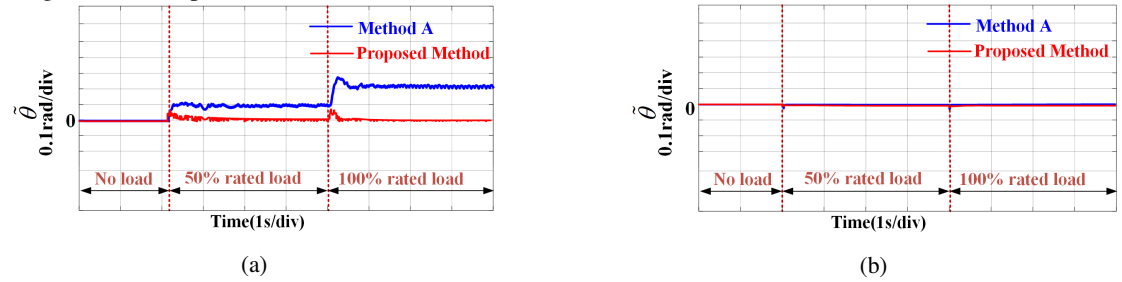 Method A
Proposed Method
θ̃
0.1rad/div
0
No load
50% rated load
100% rated load
Time(1s/div)
(a)
Method A
Proposed Method
θ̃
0.1rad/div
0
No load
50% rated load
100% rated load
Time(1s/div)
(b)